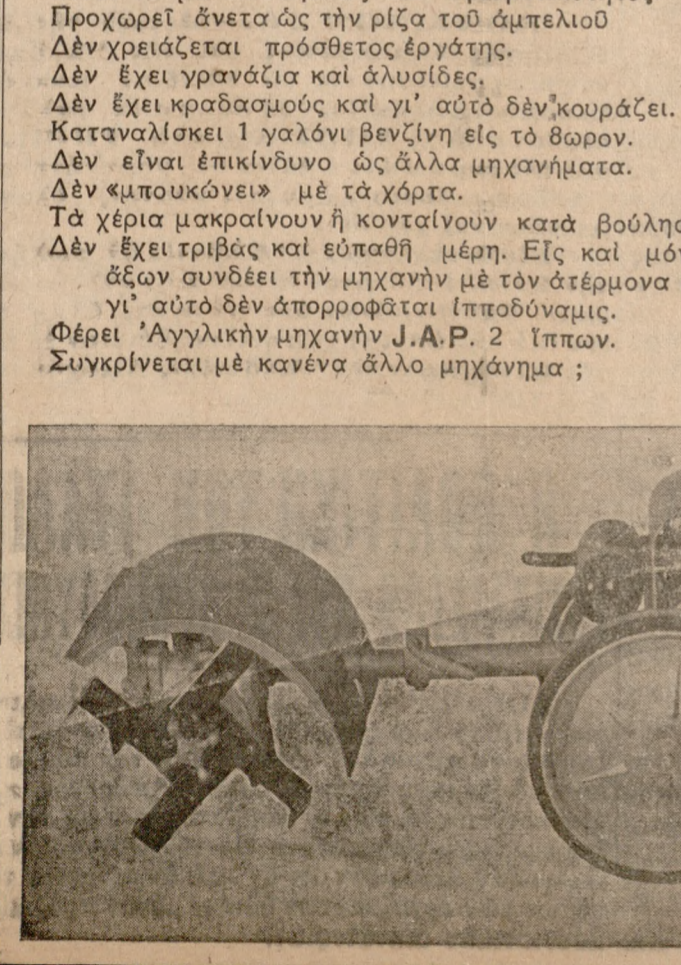 Προχωρεῖ ἄνετα ὡς τὴν ρίζα τοῦ ἀμπελιοῦ
Δὲν χρειάζεται πρόσθετος ἐργάτης.
Δὲν ἔχει γρανάζια καὶ ἁλυσίδες.
Δὲν ἔχει κραδασμούς καὶ γι' αὐτὸ δὲν κουράζει.
Καταναλίσκει 1 γαλόνι βενζίνη εἰς τὸ 8ωρον.
Δὲν εἶναι ἐπικίνδυνο ὡς ἄλλα μηχανήματα.
Δὲν «μπουκώνει» μὲ τὰ χόρτα.
Τὰ χέρια μακραίνουν ἢ κονταίνουν κατὰ
Δὲν ἔχει τριβὰς καὶ εὐπαθῆ μέρη. Εἷς καὶ
ἄξων συνδέει τὴν μηχανὴν μὲ τὸν ἀτέρμονα
γι' αὐτὸ δὲν ἀπορροφᾶται ἱπποδύναμις.
Φέρει Ἀγγλικὴν μηχανὴν J.A.P. 2 ἵππων.
Συγκρίνεται μὲ κανένα ἄλλο μηχάνημα ;